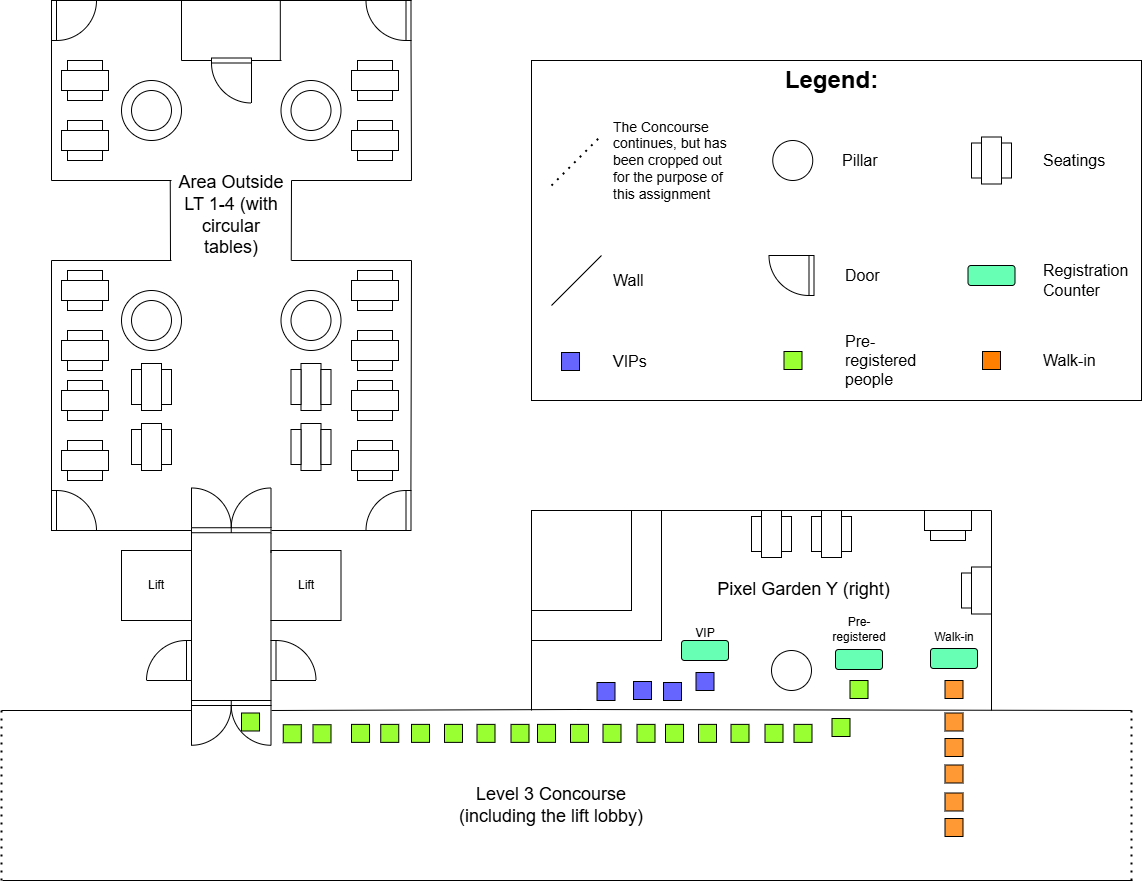 Legend:
The Concourse
continues, but has
been cropped out
for the purpose of
this assignment
Pillar
Seatings
Wall
Door
Registration
Counter
VIPs
Pre-
registered
people
Walk-in
Area Outside
LT 1-4 (with
circular
tables)
Lift
Lift
Pixel Garden Y (right)
VIP
Pre-
registered
Walk-in
Level 3 Concourse
(including the lift lobby)